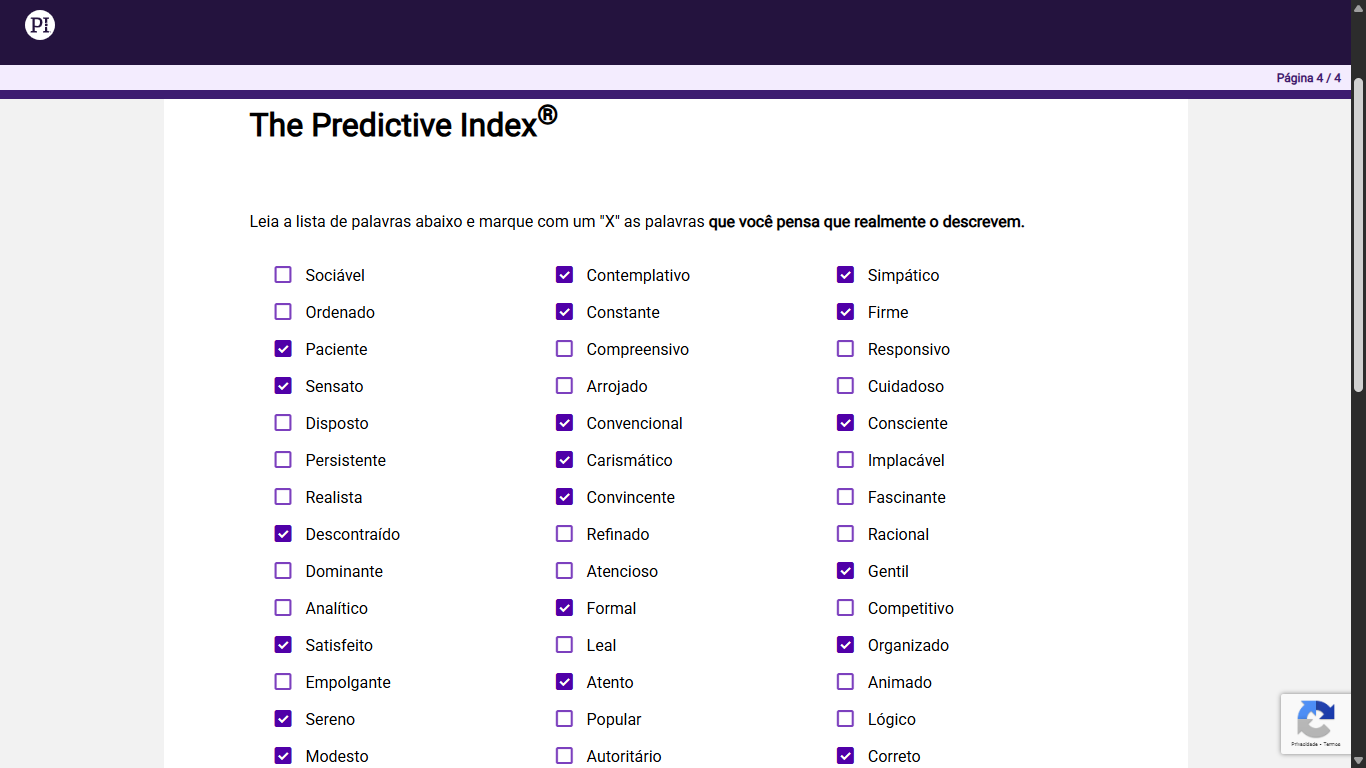 PI
Página 4 / 4
The Predictive Index®
Leia a lista de palavras abaixo e marque com um "X" as palavras que você pensa que realmente o descrevem.
Sociável Contemplativo Simpático
Ordenado Constante Firme
Paciente Compreensivo Responsivo
Sensato Arrojado Cuidadoso
Disposto Convencional Consciente
Persistente Carismático Implacável
Realista Convincente Fascinante
Descontraído Refinado Racional
Dominante Atencioso Gentil
Analítico Formal Competitivo
Satisfeito Leal Organizado
Empolgante Atento Animado
Sereno Popular Lógico
Modesto Autoritário Correto
Privacidade - Termos